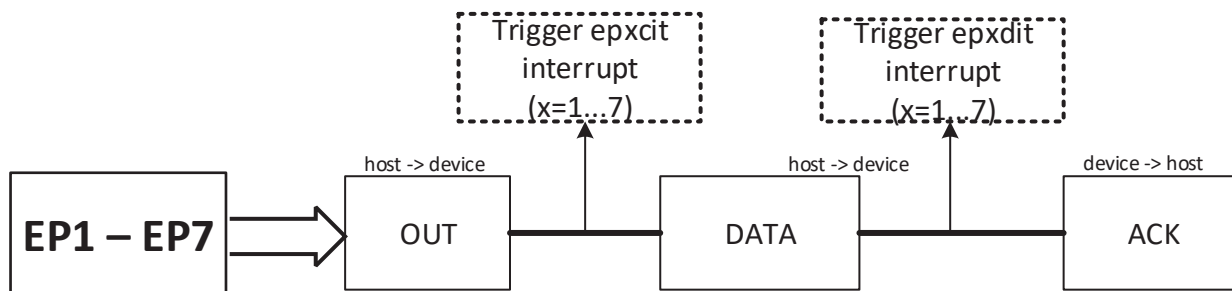 Trigger epxcit
interrupt
(x=1...7)
Trigger epxdit
interrupt
(x=1...7)
host -> device
host -> device
device -> host
EP1 – EP7
OUT
DATA
ACK